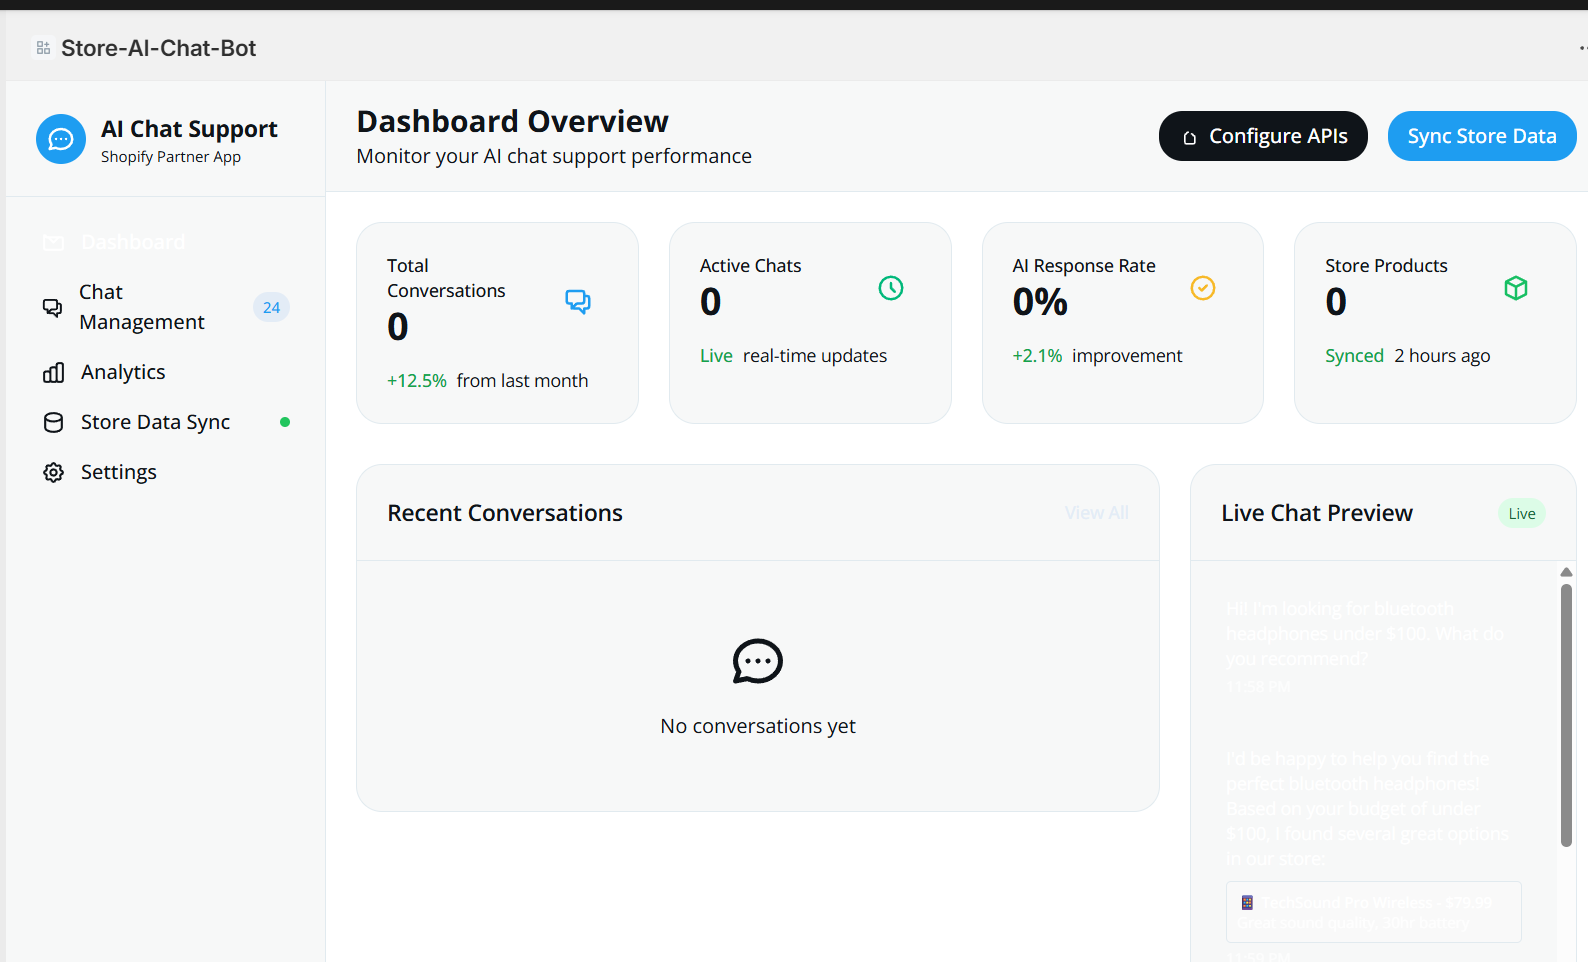 Store-AI-Chat-Bot
AI Chat Support
Shopify Partner App
Dashboard
Chat
Management
24
Analytics
Store Data Sync
Settings
Dashboard Overview
Monitor your AI chat support performance
Configure APIs
Sync Store Data
Total
Conversations
0
+12.5% from last month
Active Chats
0
Live real-time updates
AI Response Rate
0%
+2.1% improvement
Store Products
0
Synced 2 hours ago
Recent Conversations
View All
No conversations yet
Live Chat Preview
Live
Hi! I'm looking for bluetooth
headphones under $100. What do
you recommend?
11:58 PM
I'd be happy to help you find the
perfect bluetooth headphones!
Based on your budget of under
$100, I found several great options
in our store:
TechSound Pro Wireless - $79.99
Great sound quality, 30hr battery
11:59 PM